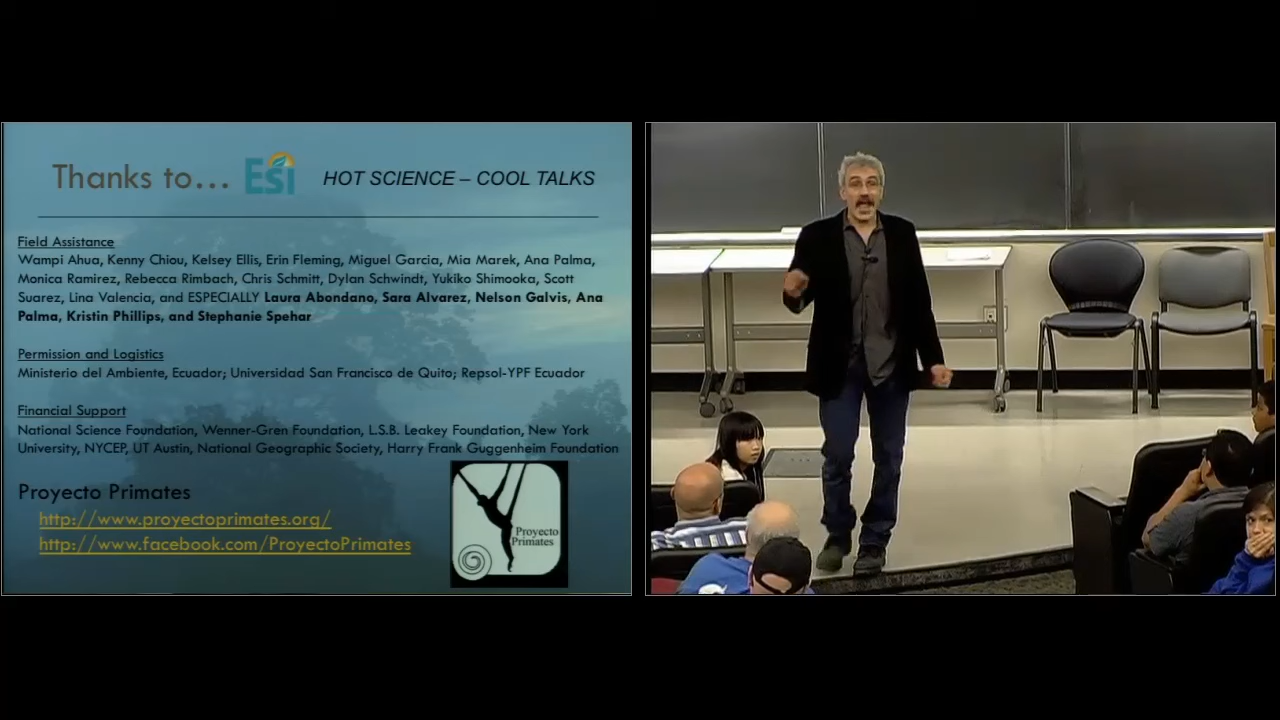 Thanks to... ESI HOT SCIENCE – COOL TALKS
Field Assistance
Wampi Ahua, Kenny Chiou, Kelsey Ellis, Erin Fleming, Miguel Garcia, Mia Marek, Ana Palma,
Monica Ramirez, Rebecca Rimbach, Chris Schmitt, Dylan Schwindt, Yukiko Shimooka, Scott
Suarez, Lina Valencia, and ESPECIALLY Laura Abondano, Sara Alvarez, Nelson Galvis, Ana
Palma, Kristin Phillips, and Stephanie Spehar
Permission and Logistics
Ministerio del Ambiente, Ecuador; Universidad San Francisco de Quito; Repsol-YPF Ecuador
Financial Support
National Science Foundation, Wenner-Gren Foundation, L.S.B. Leakey Foundation, New York
University, NYCEP, UT Austin, National Geographic Society, Harry Frank Guggenheim Foundation
Proyecto Primates
http://www.proyectoprimates.org/
http://www.facebook.com/ProyectoPrimates
Proyecto
Primates